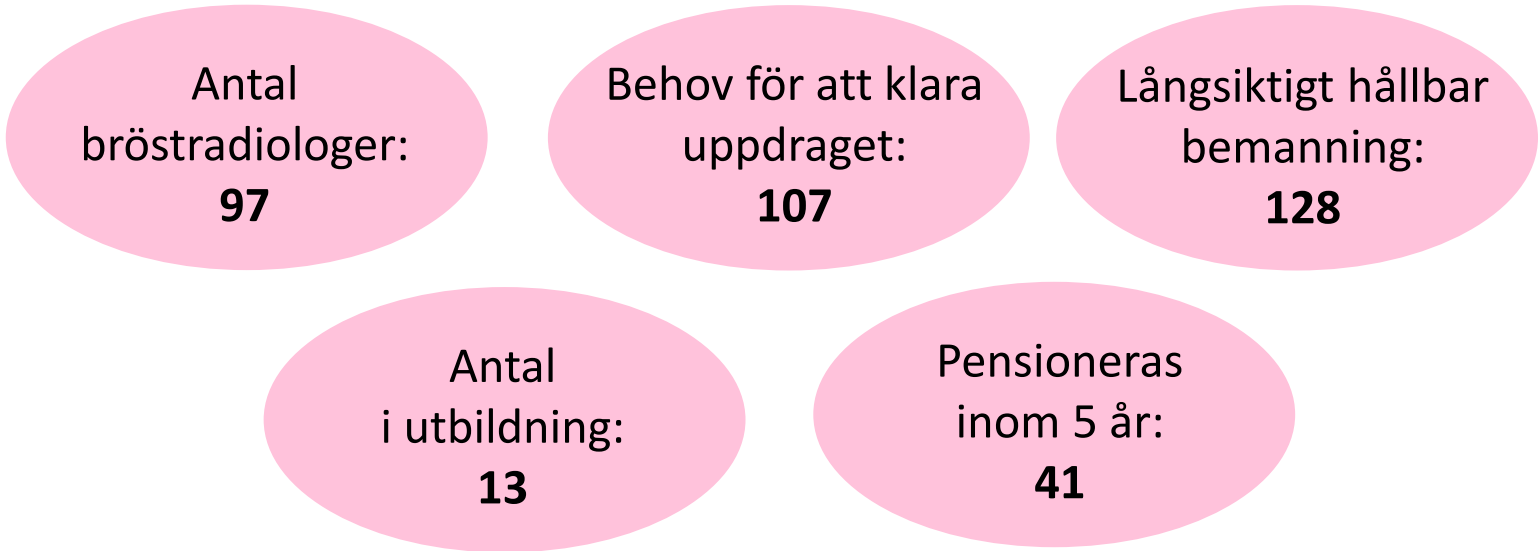 Antal
bröstradiologer:
97
Behov för att klara
uppdraget:
107
Långsiktigt hållbar
bemanning:
128
Antal
i utbildning:
13
Pensioneras
inom 5 år:
41